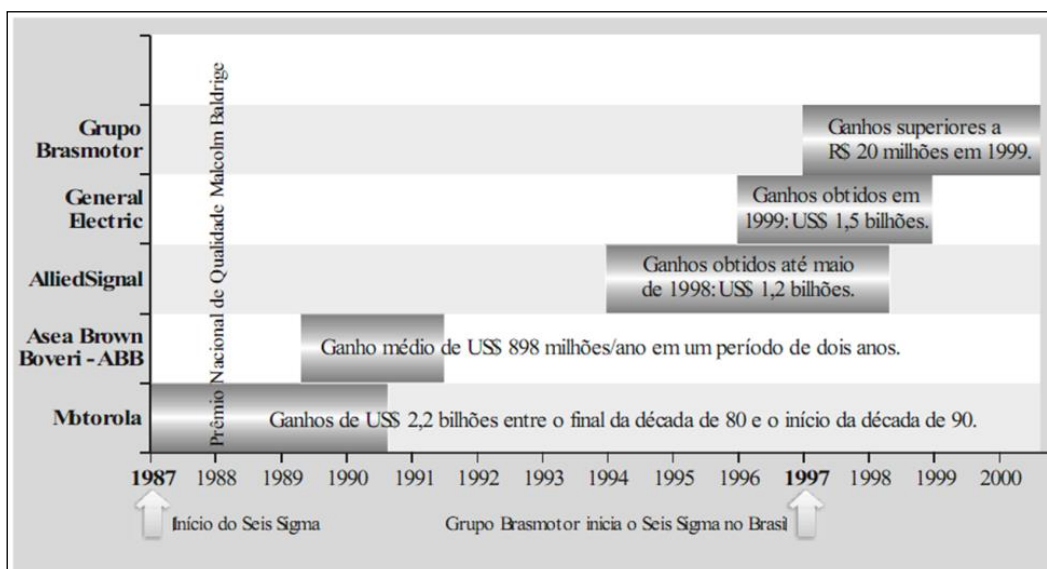 Prêmio Nacional de Qualidade Malcolm Baldrige
Grupo
Brasmotor
Ganhos superiores a
R$ 20 milhões em 1999.
General
Electric
Ganhos obtidos em
1999: US$ 1,5 bilhões.
AlliedSignal
Ganhos obtidos até maio
de 1998: US$ 1,2 bilhões.
Asea Brown
Boveri - ABB
Ganho médio de US$ 898 milhões/ano em um período de dois anos.
Motorola
Ganhos de US$ 2,2 bilhões entre o final da década de 80 e o início da década de 90.
1987 1988 1989 1990 1991 1992 1993 1994 1995 1996 1997 1998 1999 2000
Início do Seis Sigma
Grupo Brasmotor inicia o Seis Sigma no Brasil